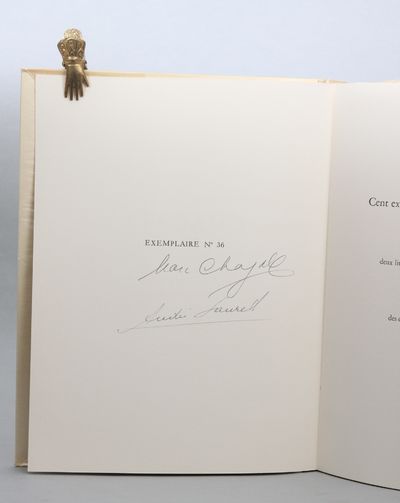 EXEMPLAIRE N° 36
Marc Chagall
André Sauret
Cent ex
deux li
des